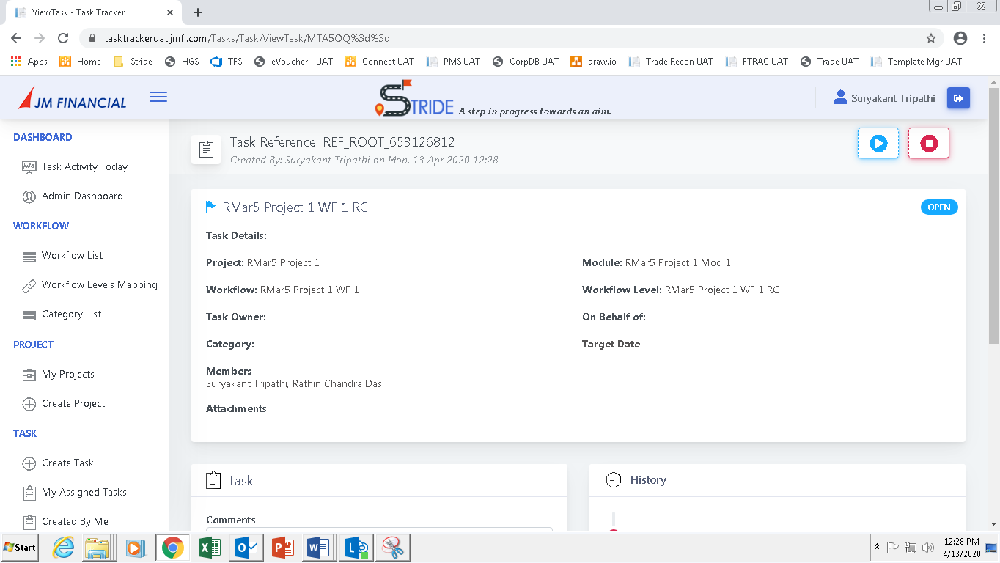 ViewTask - Task Tracker
tasktrackeruat.jmfl.com/Tasks/Task/ViewTask/MTA5OQ%3d%3d
Apps Home Stride HGS TFS eVoucher - UAT Connect UAT PMS UAT CorpDB UAT draw.io Trade Recon UAT FTRAC UAT Trade UAT Template Mgr UAT
JM FINANCIAL
STRIDE A step in progress towards an aim.
Suryakant Tripathi
DASHBOARD
Task Activity Today
Admin Dashboard
WORKFLOW
Workflow List
Workflow Levels Mapping
Category List
PROJECT
My Projects
Create Project
TASK
Create Task
My Assigned Tasks
Created By Me
Task Reference: REF_ROOT_653126812
Created By: Suryakant Tripathi on Mon, 13 Apr 2020 12:28
RMar5 Project 1 WF 1 RG
OPEN
Task Details:
Project: RMar5 Project 1
Module: RMar5 Project 1 Mod 1
Workflow: RMar5 Project 1 WF 1
Workflow Level: RMar5 Project 1 WF 1 RG
Task Owner:
On Behalf of:
Category:
Target Date
Members
Suryakant Tripathi, Rathin Chandra Das
Attachments
Task
Comments
History
Start
12:28 PM
4/13/2020